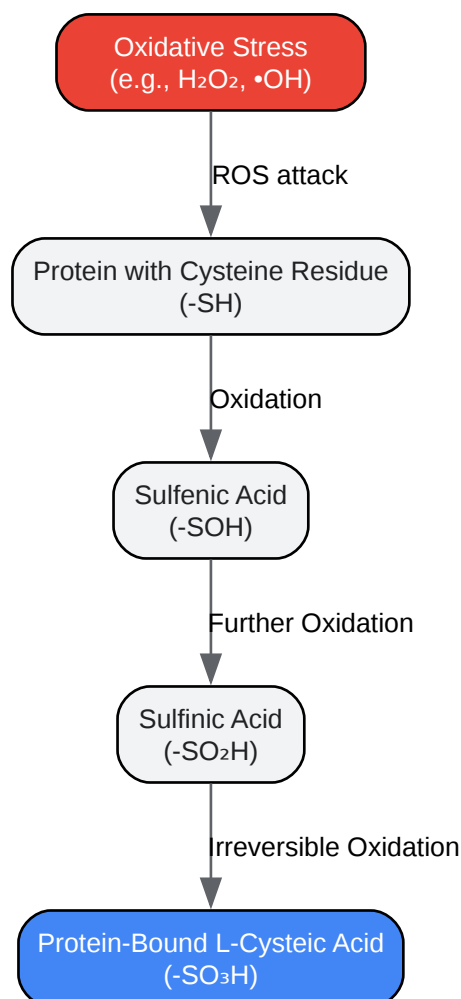 Oxidative Stress
(e.g., H₂O₂, •OH)
ROS attack
Protein with Cysteine Residue
(-SH)
Oxidation
Sulfenic Acid
(-SOH)
Further Oxidation
Sulfinic Acid
(-SO₂H)
Irreversible Oxidation
Protein-Bound L-Cysteic Acid
(-SO₃H)